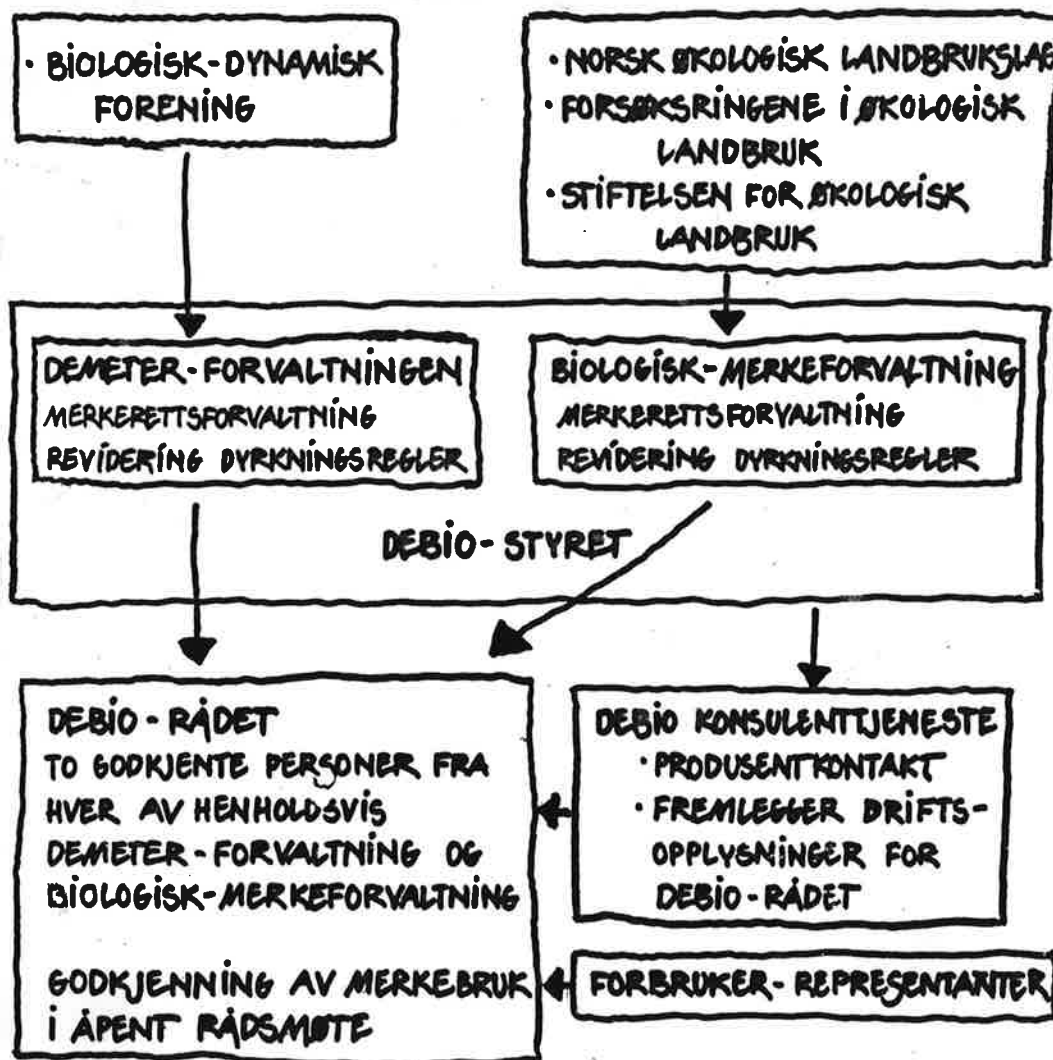 · BIOLOGISK-DYNAMISK
FORENING
· NORSK ØKOLOGISK LANDBRUKSLAG
· FORSØKSRINGENE I ØKOLOGISK
LANDBRUK
· STIFTELSEN FOR ØKOLOGISK
LANDBRUK
DEMETER-FORVALTNINGEN
MERKERETTSFORVALTNING
REVIDERING DYRKNINGSREGLER
BIOLOGISK-MERKEFORVALTNING
MERKERETTSFORVALTNING
REVIDERING DYRKNINGSREGLER
DEBIO-STYRET
DEBIO-RÅDET
TO GODKJENTE PERSONER FRA
HVER AV HENHOLDSVIS
DEMETER-FORVALTNING OG
BIOLOGISK-MERKEFORVALTNING
GODKJENNING AV MERKEBRUK
I ÅPENT RÅDSMØTE
DEBIO KONSULENTTJENESTE
· PRODUSENTKONTAKT
· FREMLEGGER DRIFTS-
OPPLYSNINGER FOR
DEBIO-RÅDET
FORBRUKER-REPRESENTANTER